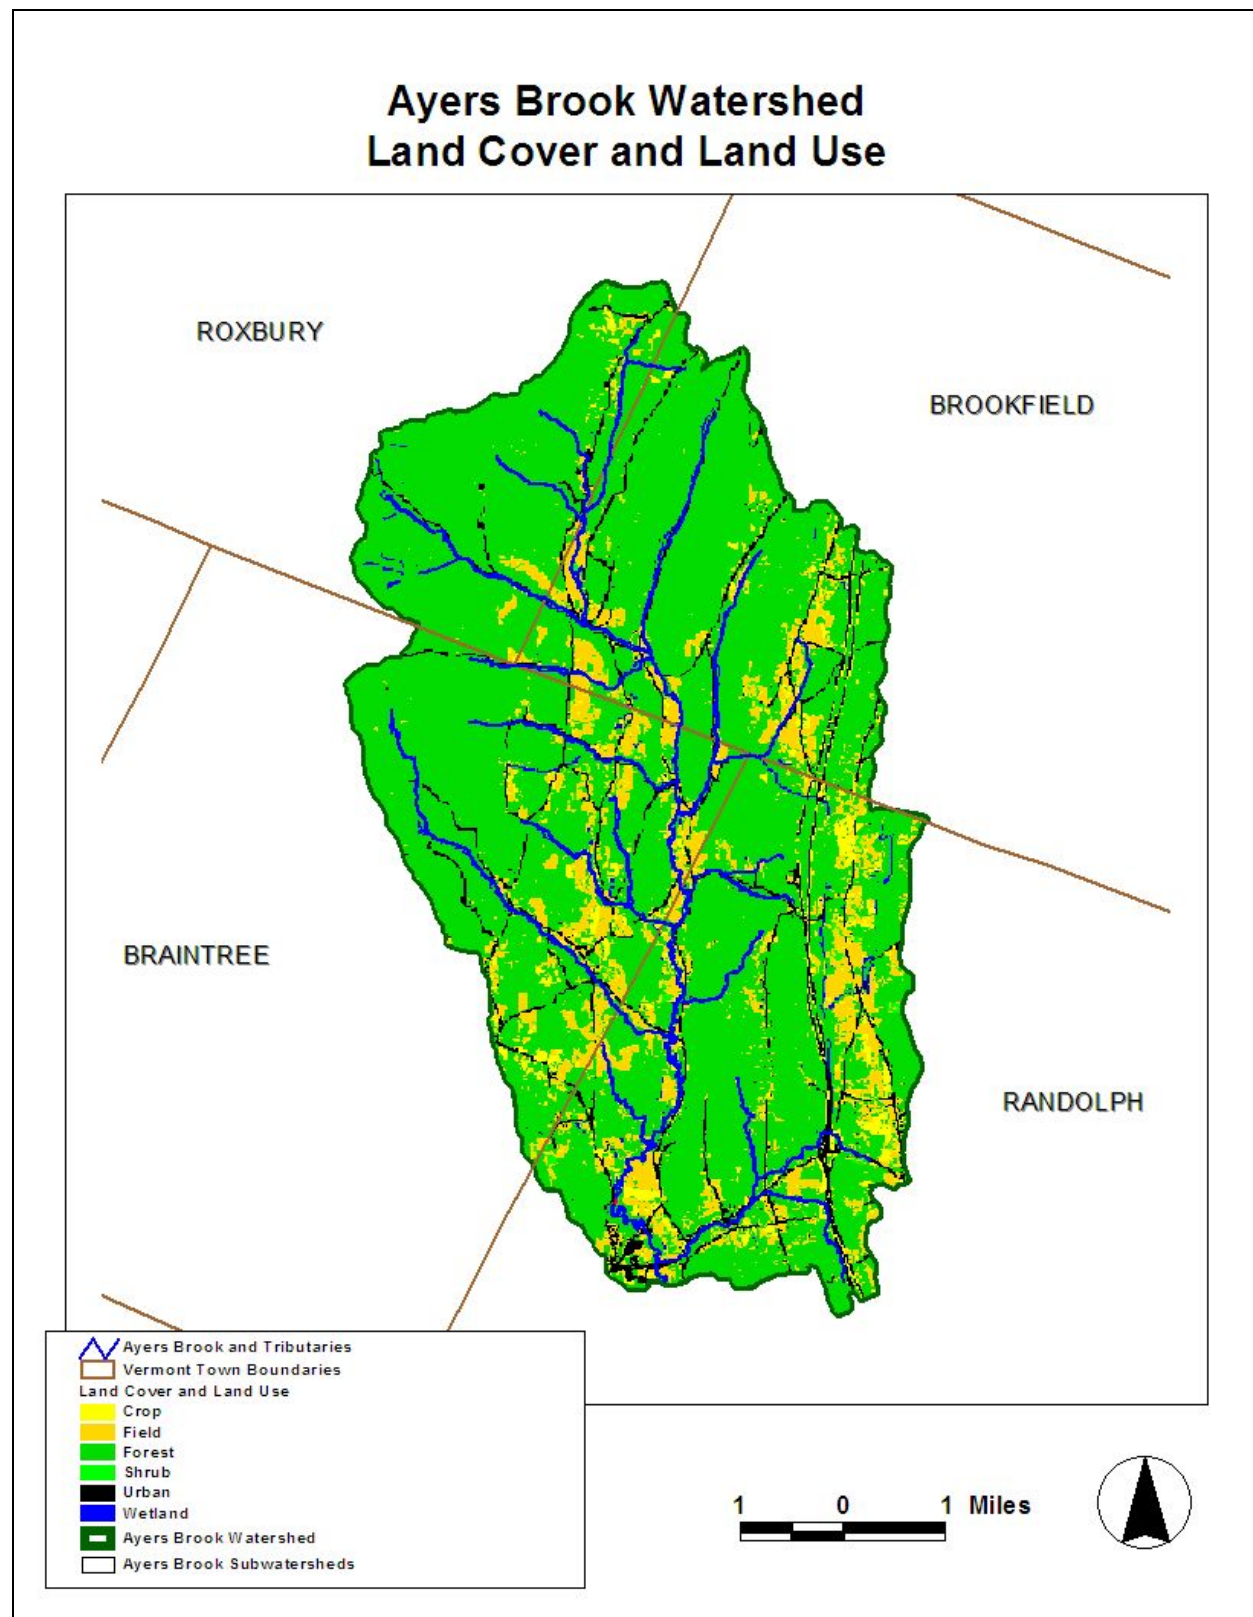 Ayers Brook Watershed
Land Cover and Land Use
ROXBURY
BROOKFIELD
BRAINTREE
RANDOLPH
Ayers Brook and Tributaries
Vermont Town Boundaries
Land Cover and Land Use
Crop
Field
Forest
Shrub
Urban
Wetland
Ayers Brook Watershed
Ayers Brook Subwatersheds
1 0 1 Miles